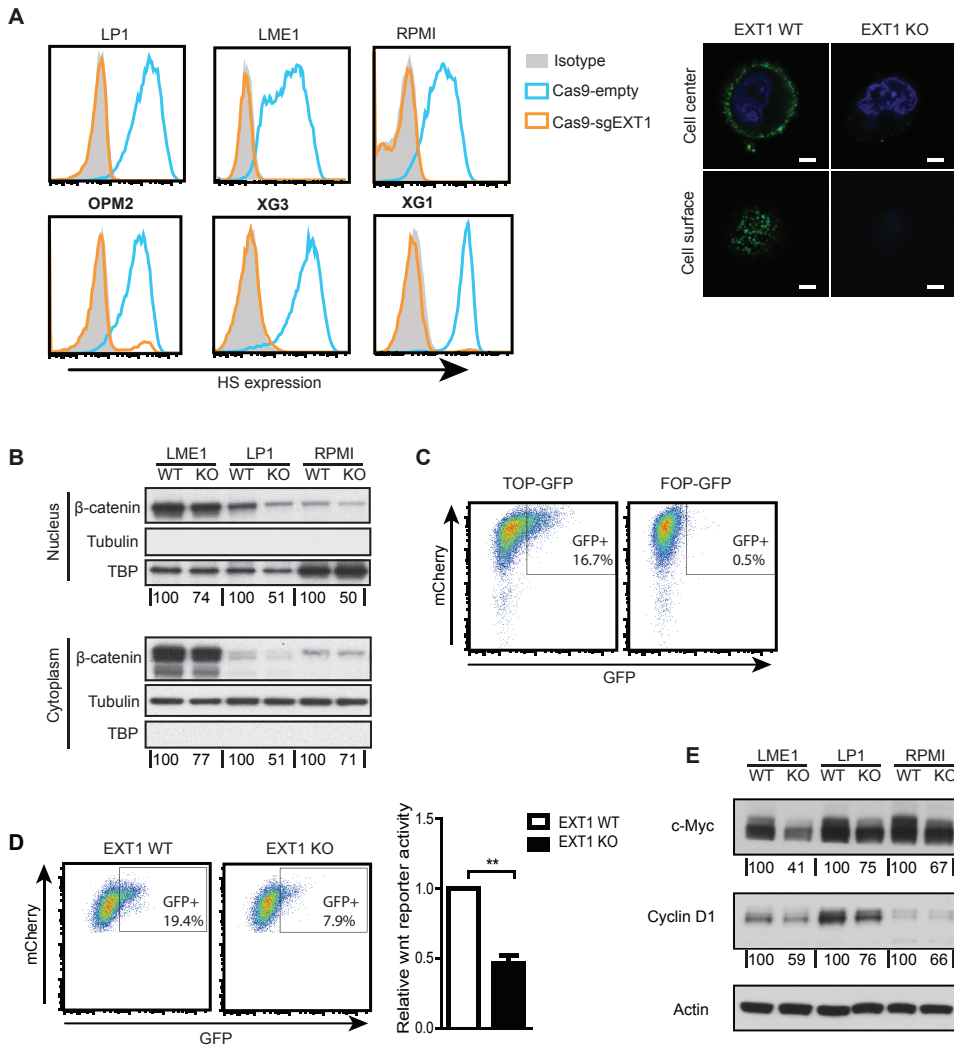 A
LP1 LME1 RPMI
Isotype
Cas9-empty
Cas9-sgEXT1
OPM2 XG3 XG1
HS expression
EXT1 WT EXT1 KO
Cell center
Cell surface
B
LME1 LP1 RPMI
WT KO WT KO WT KO
Nucleus
β-catenin
Tubulin
TBP
100 74 100 51 100 50
Cytoplasm
β-catenin
Tubulin
TBP
100 77 100 51 100 71
C
TOP-GFP FOP-GFP
mCherry
GFP+
16.7%
GFP+
0.5%
GFP
D
EXT1 WT EXT1 KO
mCherry
GFP+
19.4%
GFP+
7.9%
GFP
Relative wnt reporter activity
1.5
1.0
0.5
0.0
**
EXT1 WT
EXT1 KO
E
LME1 LP1 RPMI
WT KO WT KO WT KO
c-Myc
100 41 100 75 100 67
Cyclin D1
100 59 100 76 100 66
Actin